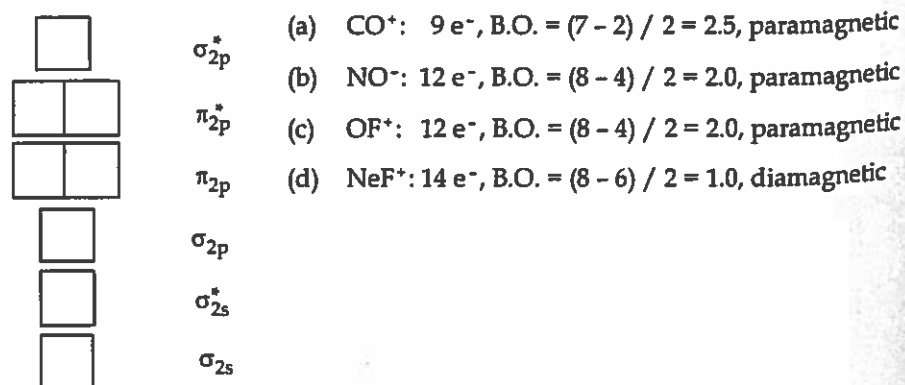 σ*2p
π*2p
π2p
σ2p
σ*2s
σ2s
(a) CO⁺: 9 e⁻, B.O. = (7 – 2) / 2 = 2.5, paramagnetic
(b) NO⁻: 12 e⁻, B.O. = (8 – 4) / 2 = 2.0, paramagnetic
(c) OF⁺: 12 e⁻, B.O. = (8 – 4) / 2 = 2.0, paramagnetic
(d) NeF⁺: 14 e⁻, B.O. = (8 – 6) / 2 = 1.0, diamagnetic